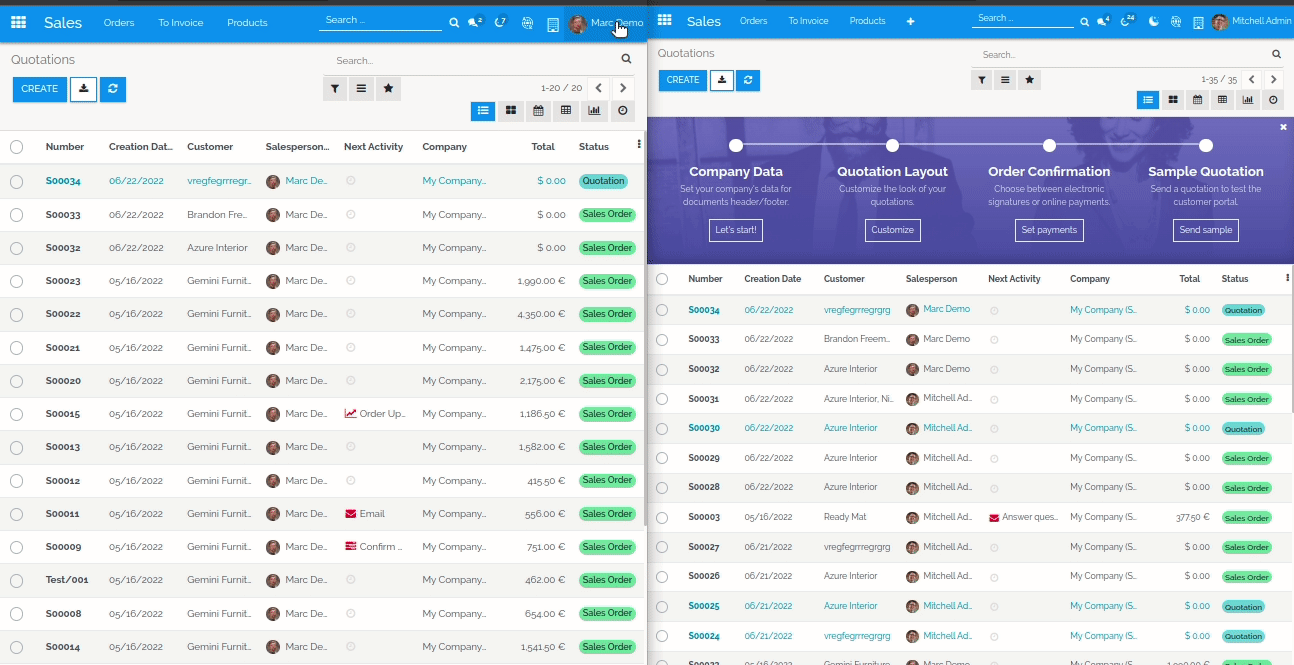 Sales Orders To Invoice Products Search ... 2 7 Marc Demo
Quotations
Search...
CREATE
1-20 / 20
Number Creation Dat... Customer Salesperson... Next Activity Company Total Status
S00034 06/22/2022 vregfegrrregr... Marc De... My Company... $ 0.00 Quotation
S00033 06/22/2022 Brandon Fre... Marc De... My Company... $ 0.00 Sales Order
S00032 06/22/2022 Azure Interior Marc De... My Company... $ 0.00 Sales Order
S00023 05/16/2022 Gemini Furnit... Marc De... My Company... 1,990.00 € Sales Order
S00022 05/16/2022 Gemini Furnit... Marc De... My Company... 4,350.00 € Sales Order
S00021 05/16/2022 Gemini Furnit... Marc De... My Company... 1,475.00 € Sales Order
S00020 05/16/2022 Gemini Furnit... Marc De... My Company... 2,175.00 € Sales Order
S00015 05/16/2022 Gemini Furnit... Marc De... Order Up... My Company... 1,186.50 € Sales Order
S00013 05/16/2022 Gemini Furnit... Marc De... My Company... 1,582.00 € Sales Order
S00012 05/16/2022 Gemini Furnit... Marc De... My Company... 415.50 € Sales Order
S00011 05/16/2022 Gemini Furnit... Marc De... Email My Company... 556.00 € Sales Order
S00009 05/16/2022 Gemini Furnit... Marc De... Confirm ... My Company... 751.00 € Sales Order
Test/001 05/16/2022 Gemini Furnit... Marc De... My Company... 462.00 € Sales Order
S00008 05/16/2022 Gemini Furnit... Marc De... My Company... 654.00 € Sales Order
S00014 05/16/2022 Gemini Furnit... Marc De... My Company... 1,541.50 € Sales Order
Sales Orders To Invoice Products Search ... 4 24 Mitchell Admin
Quotations
Search...
CREATE
1-35 / 35
Company Data Quotation Layout Order Confirmation Sample Quotation
Set your company's data for Customize the look of your Choose between electronic Send a quotation to test the
documents header/footer. quotations. signatures or online payments. customer portal.
Let's start! Customize Set payments Send sample
Number Creation Date Customer Salesperson Next Activity Company Total Status
S00034 06/22/2022 vregfegrrregrgrg Marc Demo My Company (S... $ 0.00 Quotation
S00033 06/22/2022 Brandon Freem... Marc Demo My Company (S... $ 0.00 Sales Order
S00032 06/22/2022 Azure Interior Marc Demo My Company (S... $ 0.00 Sales Order
S00031 06/22/2022 Azure Interior, Ni... Mitchell Ad... My Company (S... $ 0.00 Sales Order
S00030 06/22/2022 Azure Interior Mitchell Ad... My Company (S... $ 0.00 Quotation
S00029 06/22/2022 Azure Interior Mitchell Ad... My Company (S... $ 0.00 Sales Order
S00028 06/22/2022 Azure Interior Mitchell Ad... My Company (S... $ 0.00 Sales Order
S00003 05/16/2022 Ready Mat Mitchell Ad... Answer ques... My Company (S... 377.50 € Sales Order
S00027 06/21/2022 vregfegrrregrgrg Mitchell Ad... My Company (S... $ 0.00 Sales Order
S00026 06/21/2022 Azure Interior Mitchell Ad... My Company (S... $ 0.00 Sales Order
S00025 06/21/2022 Azure Interior Mitchell Ad... My Company (S... $ 0.00 Quotation
S00024 06/21/2022 vregfegrrregrgrg Mitchell Ad... My Company (S... $ 0.00 Quotation